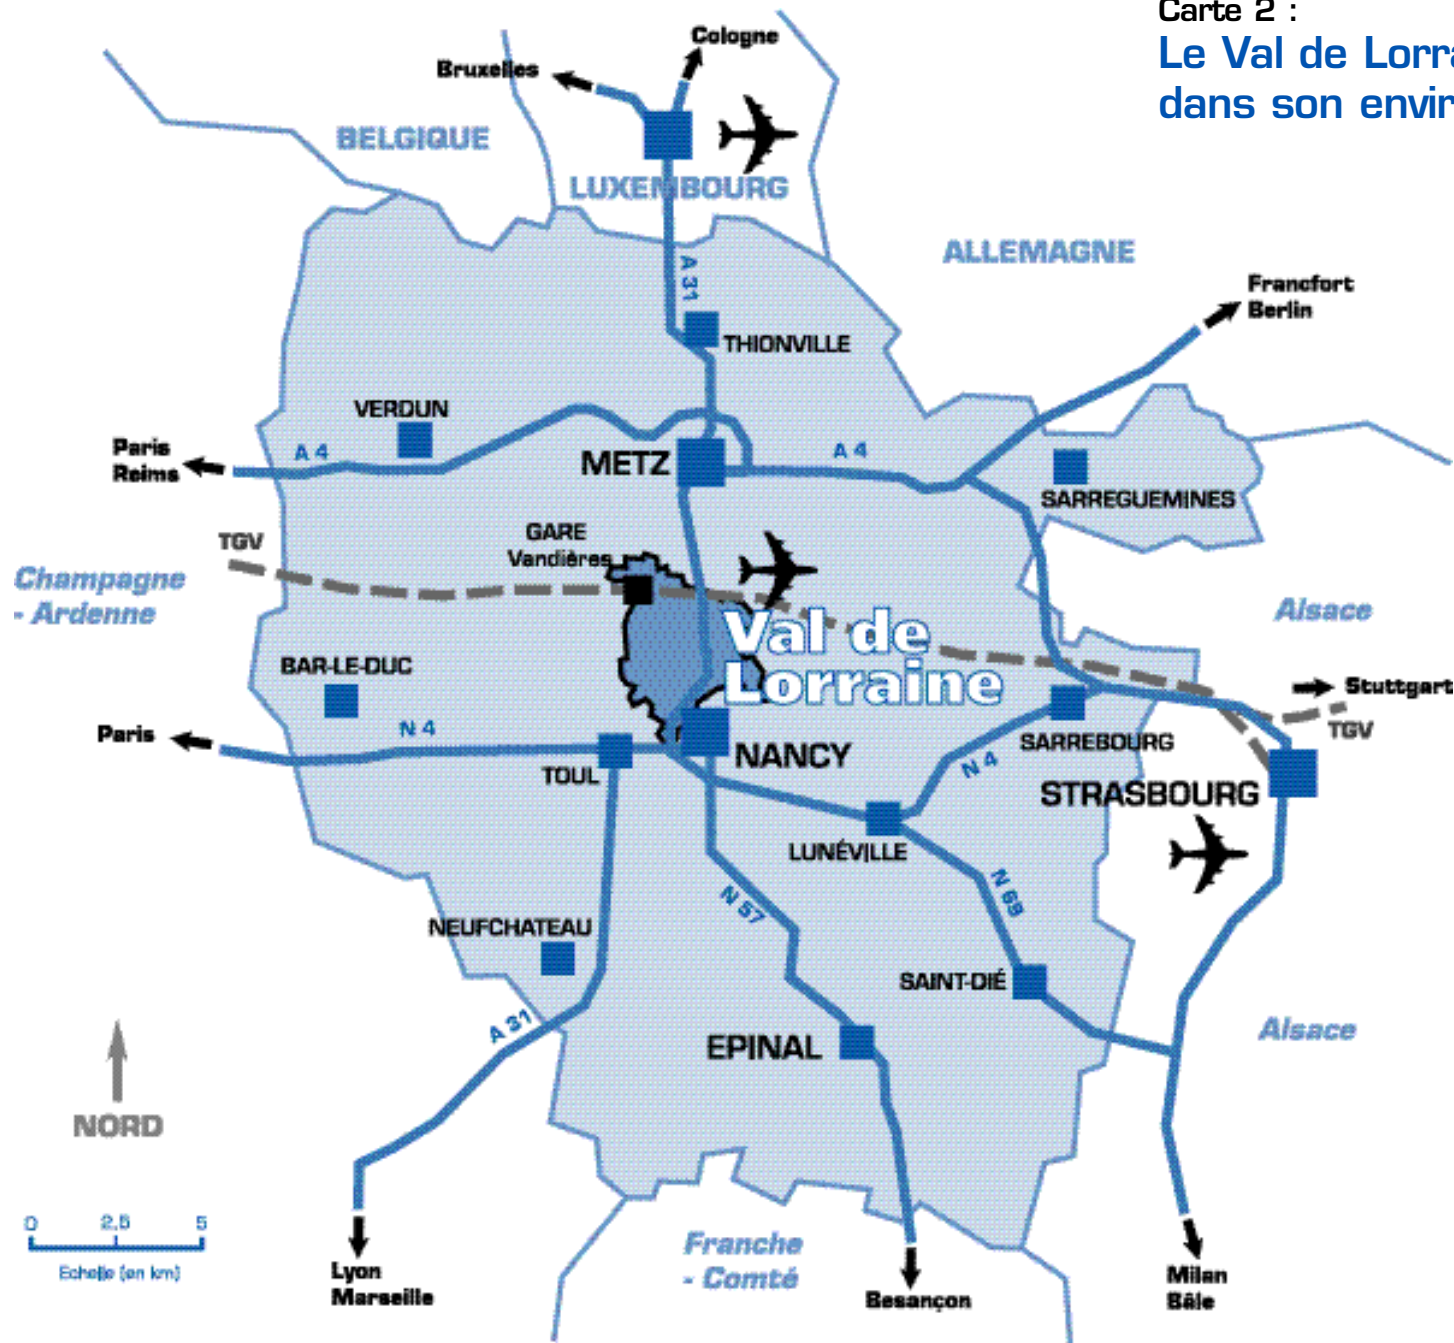 Carte 2 :
Le Val de Lorra
dans son envir
Cologne
Bruxelles
BELGIQUE
LUXEMBOURG
ALLEMAGNE
Francfort
Berlin
A 31
THIONVILLE
VERDUN
Paris
Reims
A 4
METZ
A 4
SARREGUEMINES
GARE
Vandières
TGV
Champagne
- Ardenne
Alsace
Val de
Lorraine
BAR-LE-DUC
Stuttgart
TGV
Paris
N 4
TOUL
NANCY
SARREBOURG
N 4
STRASBOURG
LUNÉVILLE
N 57
N 69
NEUFCHATEAU
SAINT-DIÉ
A 31
EPINAL
Alsace
NORD
0 2,5 5
Echelle (en km)
Lyon
Marseille
Franche
- Comté
Besançon
Milan
Bâle